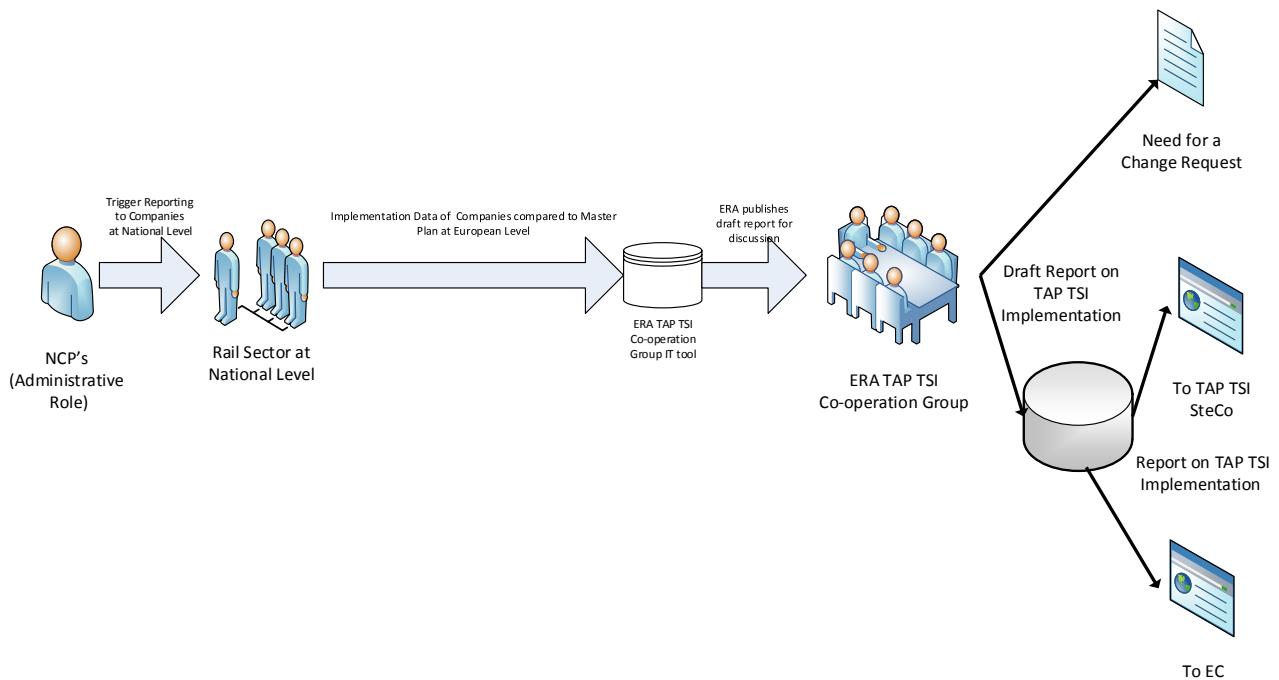 Trigger Reporting
to Companies
at National Level
NCP's
(Administrative
Role)
Rail Sector at
National Level
Implementation Data of Companies compared to Master
Plan at European Level
ERA TAP TSI
Co-operation
Group IT tool
ERA publishes
draft report for
discussion
ERA TAP TSI
Co-operation Group
Need for a
Change Request
Draft Report on
TAP TSI
Implementation
To TAP TSI
SteCo
Report on TAP TSI
Implementation
To EC